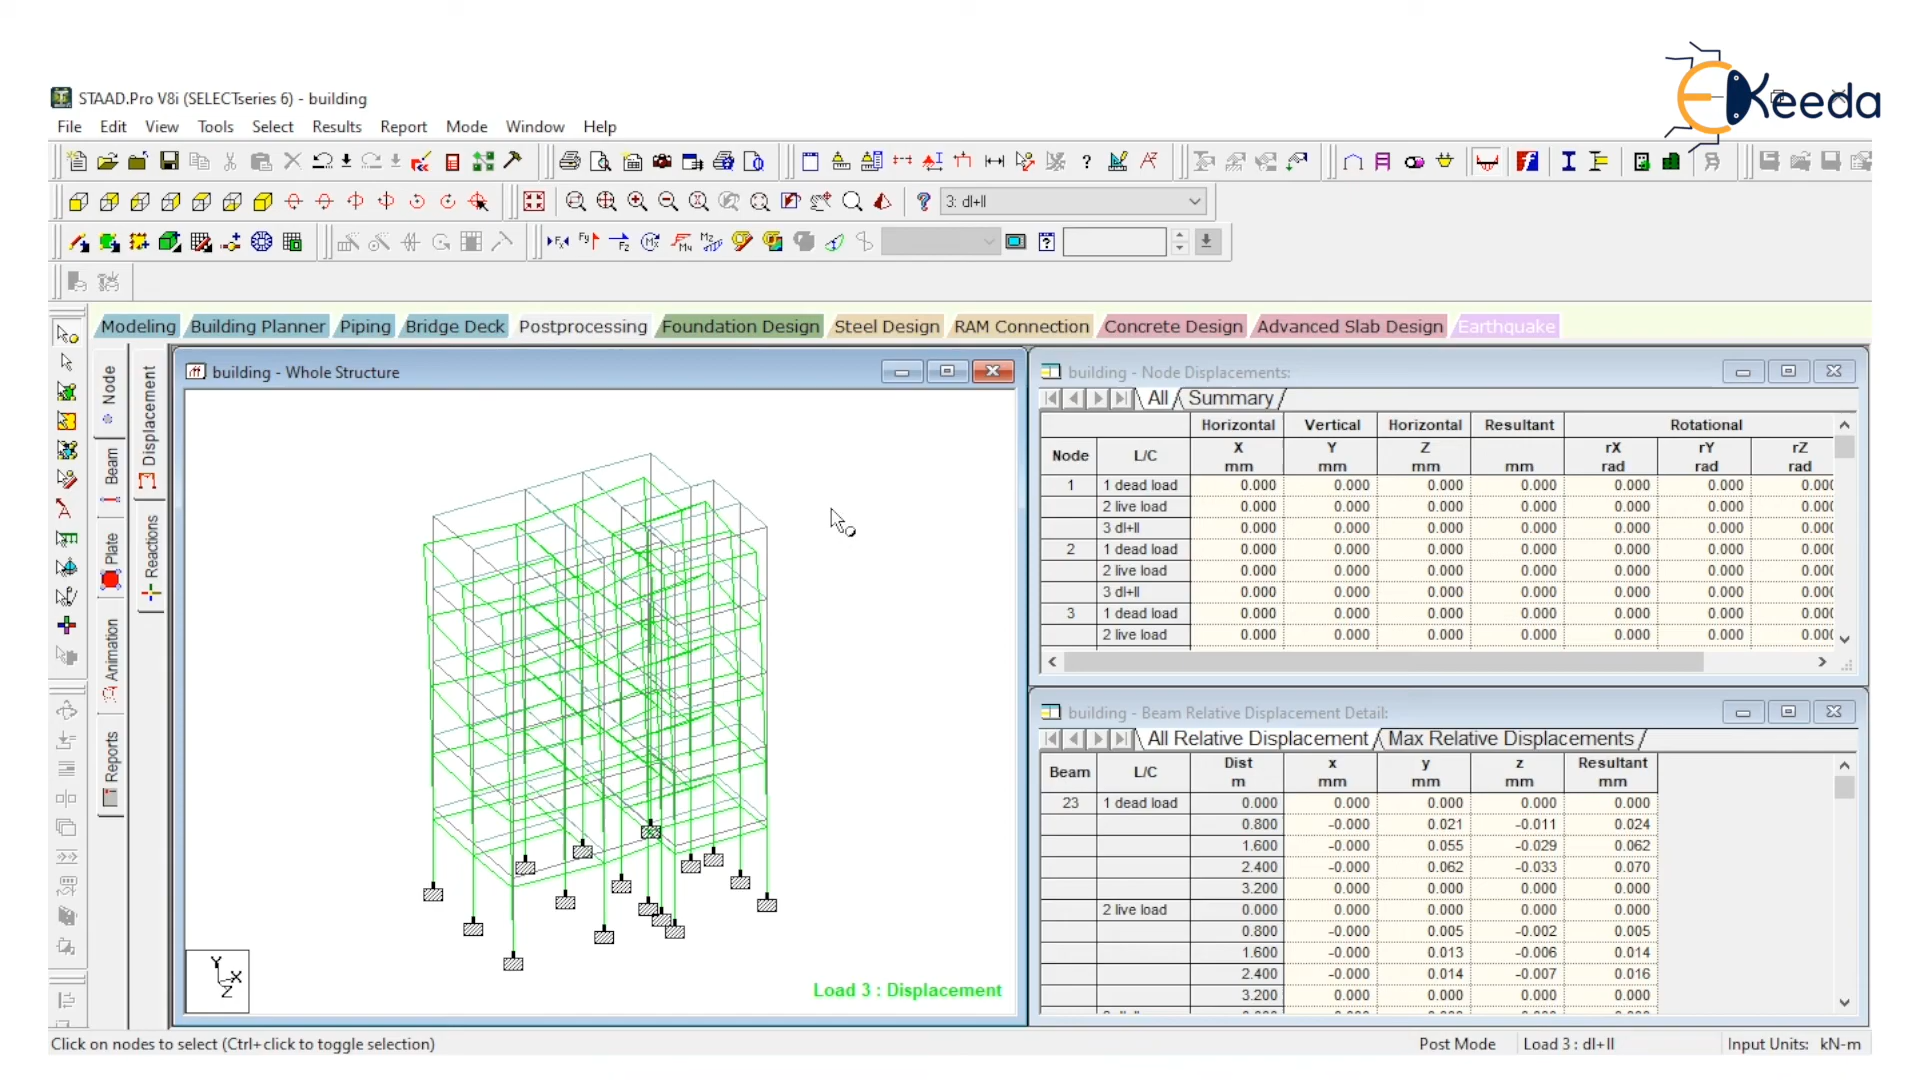 EKeeda
STAAD.Pro V8i (SELECTseries 6) - building
File Edit View Tools Select Results Report Mode Window Help
3: dl+ll
Modeling Building Planner Piping Bridge Deck Postprocessing Foundation Design Steel Design RAM Connection Concrete Design Advanced Slab Design Earthquake
Node
Beam
Plate
Animation
Reports
Displacement
Reactions
building - Whole Structure
Y
X
Z
Load 3 : Displacement
building - Node Displacements:
All Summary
Horizontal Vertical Horizontal Resultant Rotational
Node L/C X Y Z rX rY rZ
mm mm mm mm rad rad rad
1 1 dead load 0.000 0.000 0.000 0.000 0.000 0.000 0.000
2 live load 0.000 0.000 0.000 0.000 0.000 0.000 0.000
3 dl+ll 0.000 0.000 0.000 0.000 0.000 0.000 0.000
2 1 dead load 0.000 0.000 0.000 0.000 0.000 0.000 0.000
2 live load 0.000 0.000 0.000 0.000 0.000 0.000 0.000
3 dl+ll 0.000 0.000 0.000 0.000 0.000 0.000 0.000
3 1 dead load 0.000 0.000 0.000 0.000 0.000 0.000 0.000
2 live load 0.000 0.000 0.000 0.000 0.000 0.000 0.000
building - Beam Relative Displacement Detail:
All Relative Displacement Max Relative Displacements
Beam L/C Dist x y z Resultant
m mm mm mm mm
23 1 dead load 0.000 0.000 0.000 0.000 0.000
0.800 -0.000 0.021 -0.011 0.024
1.600 -0.000 0.055 -0.029 0.062
2.400 -0.000 0.062 -0.033 0.070
3.200 0.000 0.000 0.000 0.000
2 live load 0.000 0.000 0.000 0.000 0.000
0.800 -0.000 0.005 -0.002 0.005
1.600 -0.000 0.013 -0.006 0.014
2.400 -0.000 0.014 -0.007 0.016
3.200 0.000 0.000 0.000 0.000
Click on nodes to select (Ctrl+click to toggle selection)
Post Mode Load 3 : dl+ll Input Units: kN-m